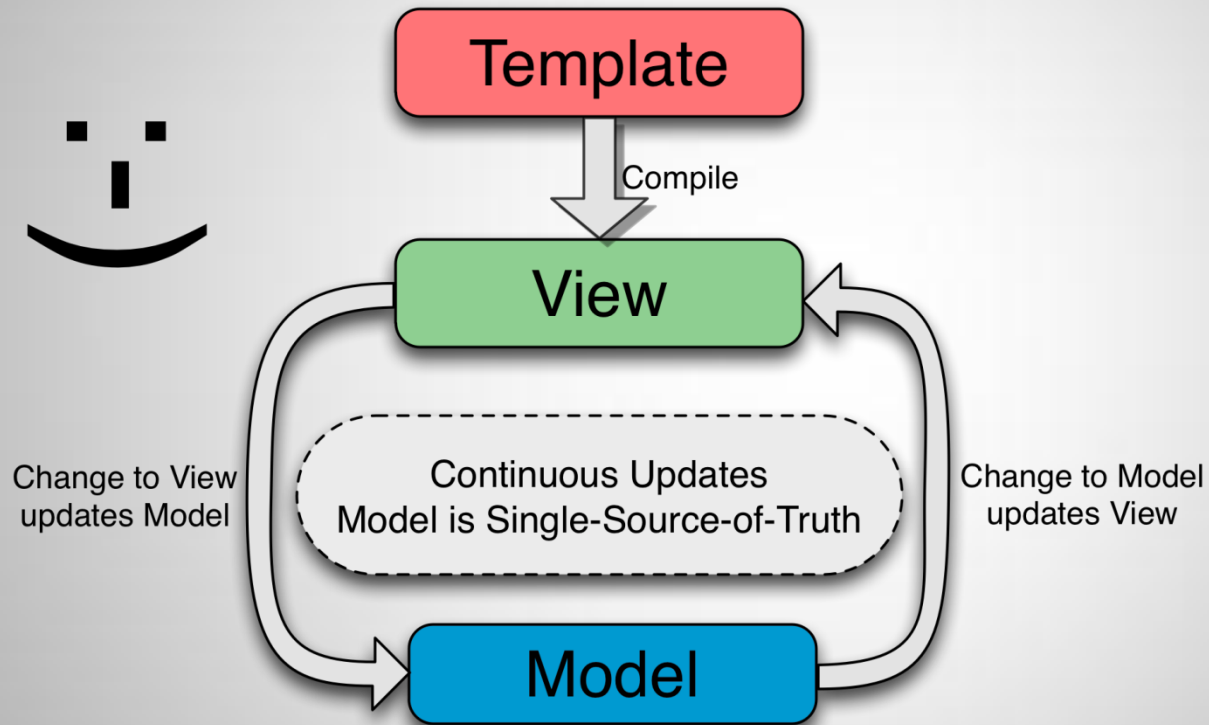 Template
Compile
View
Change to View
updates Model
Continuous Updates
Model is Single-Source-of-Truth
Change to Model
updates View
Model